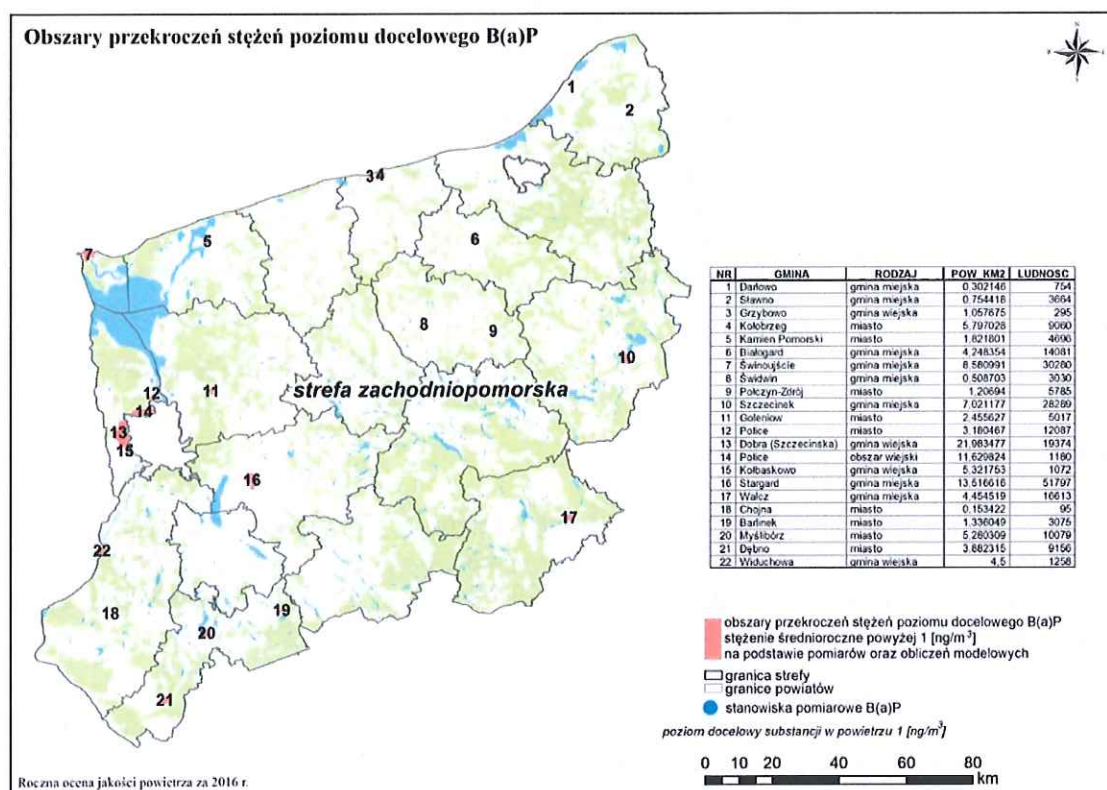 Obszary przekroczeń stężeń poziomu docelowego B(a)P
1
2
3 4
5
6
7
8
9
10
11
strefa zachodniopomorska
12
14
13
15
16
17
22
18
19
20
21
NR GMINA RODZAJ POW_KM2 LUDNOSC
1 Darłowo gmina miejska 0,302146 754
2 Sławno gmina miejska 0,754418 3664
3 Grzybowo gmina wiejska 1,057675 295
4 Kołobrzeg miasto 5,797028 9060
5 Kamień Pomorski miasto 1,821801 4696
6 Białogard gmina miejska 4,248354 14081
7 Świnoujście gmina miejska 8,580991 30280
8 Świdwin gmina miejska 0,508703 3030
9 Połczyn-Zdrój miasto 1,20694 5785
10 Szczecinek gmina miejska 7,021177 28289
11 Goleniow miasto 2,455627 5017
12 Police miasto 3,180467 12087
13 Dobra (Szczecinska) gmina wiejska 21,983477 19374
14 Police obszar wiejski 11,629824 1180
15 Kołbaskowo gmina wiejska 5,321753 1072
16 Stargard gmina miejska 13,516616 51797
17 Wałcz gmina miejska 4,454519 16613
18 Chojna miasto 0,153422 95
19 Barlinek miasto 1,336049 3075
20 Myślibórz miasto 5,280309 10079
21 Dębno miasto 3,882315 9156
22 Widuchowa gmina wiejska 4,5 1258
obszary przekroczeń stężeń poziomu docelowego B(a)P
stężenie średnioroczne powyżej 1 [ng/m³]
na podstawie pomiarów oraz obliczeń modelowych
granica strefy
granice powiatów
stanowiska pomiarowe B(a)P
poziom docelowy substancji w powietrzu 1 [ng/m³]
0 10 20 40 60 80
km
Roczna ocena jakości powietrza za 2016 r.